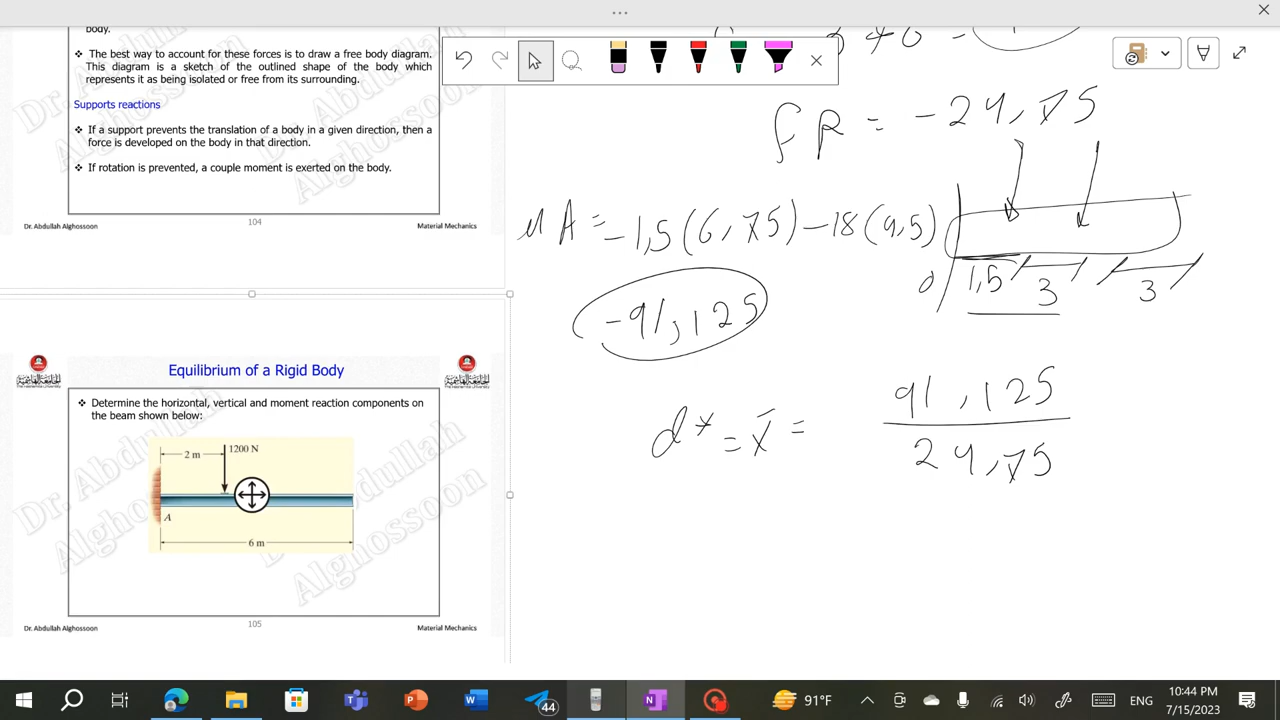 body.
❖ The best way to account for these forces is to draw a free body diagram.
This diagram is a sketch of the outlined shape of the body which
represents it as being isolated or free from its surrounding.
Supports reactions
❖ If a support prevents the translation of a body in a given direction, then a
force is developed on the body in that direction.
❖ If rotation is prevented, a couple moment is exerted on the body.
104
Dr. Abdullah Alghossoon
Material Mechanics
Equilibrium of a Rigid Body
❖ Determine the horizontal, vertical and moment reaction components on
the beam shown below:
1200 N
2 m
A
6 m
105
Dr. Abdullah Alghossoon
Material Mechanics
FR = -24,75
MA = -1,5(6,75) -18(4,5)
1,5
3
3
-91,125
d* = x̄ =
91,125
24,75
44
91°F
ENG
10:44 PM
7/15/2023